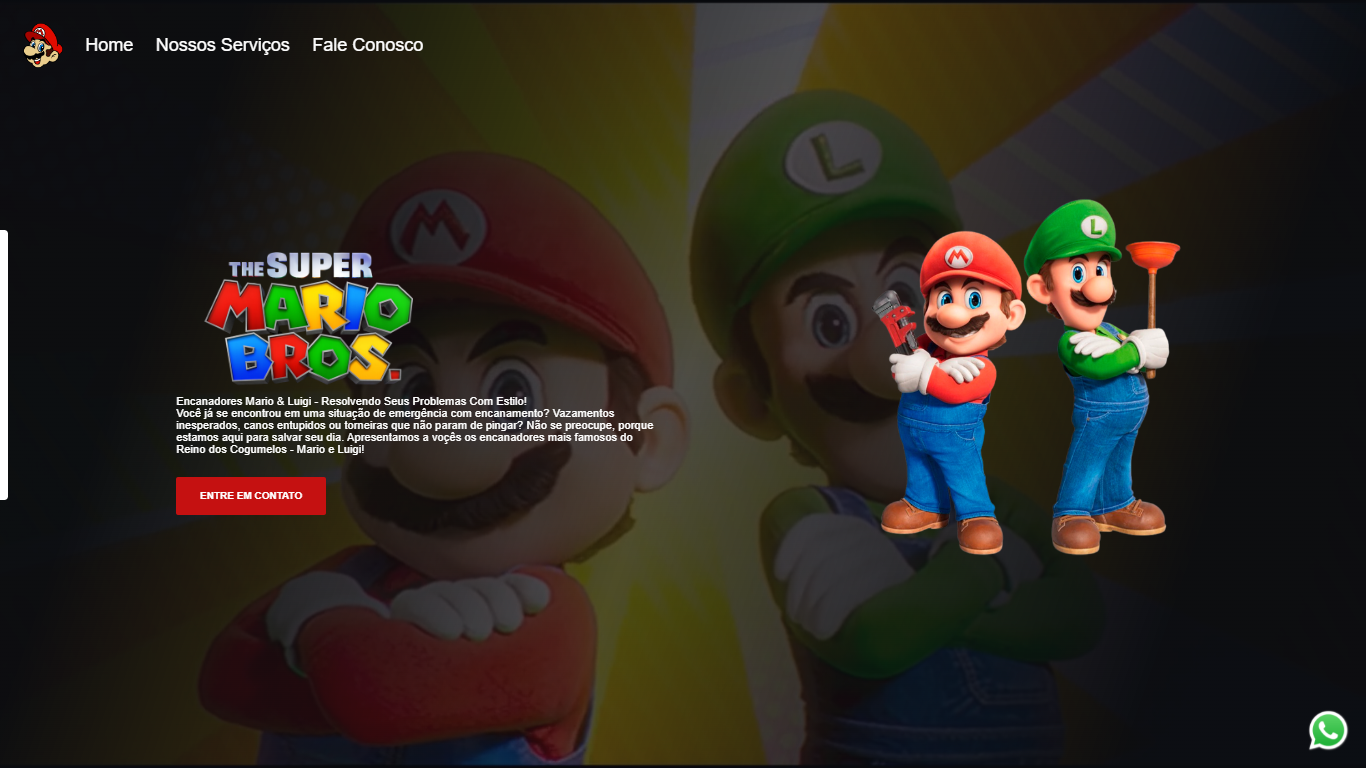 Home Nossos Serviços Fale Conosco
THE SUPER
MARIO
BROS.
Encanadores Mario & Luigi - Resolvendo Seus Problemas Com Estilo!
Você já se encontrou em uma situação de emergência com encanamento? Vazamentos
inesperados, canos entupidos ou torneiras que não param de pingar? Não se preocupe, porque
estamos aqui para salvar seu dia. Apresentamos a voçês os encanadores mais famosos do
Reino dos Cogumelos - Mario e Luigi!
ENTRE EM CONTATO
M
L
M
L